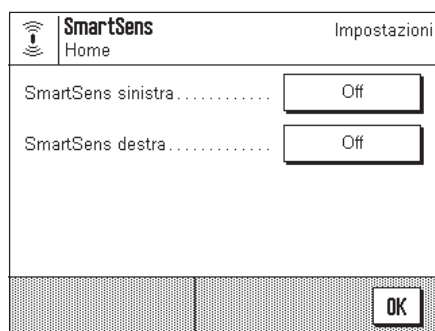 SmartSens
Home
Impostazioni
SmartSens sinistra............ Off
SmartSens destra............. Off
OK